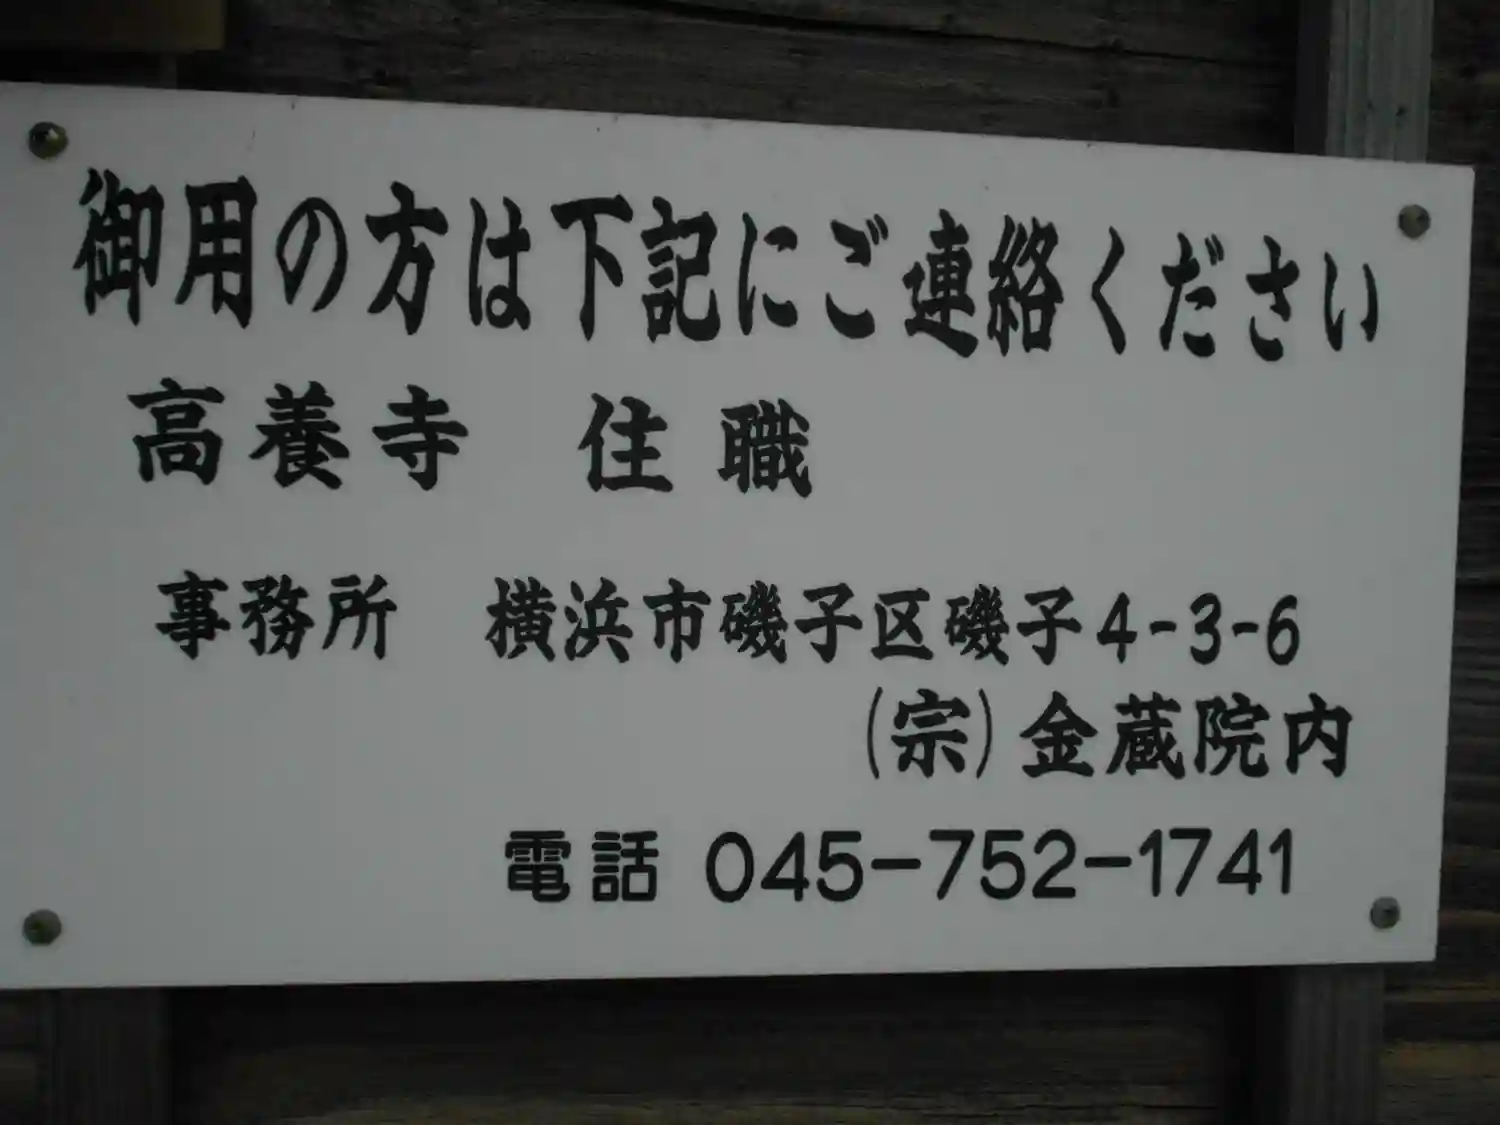 御用の方は下記にご連絡ください
高養寺 住職
事務所 横浜市磯子区磯子4-3-6
(宗)金蔵院内
電話 045-752-1741